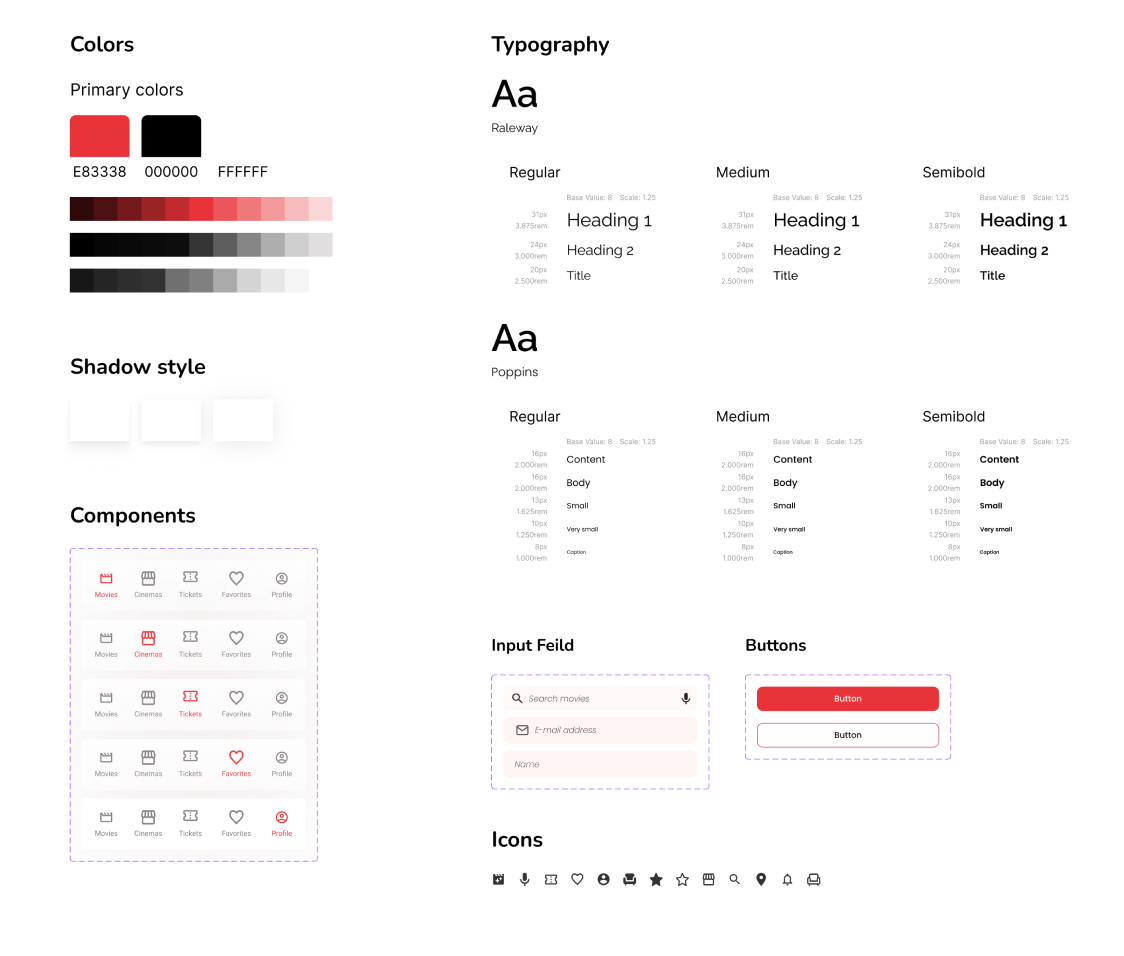 Colors
Primary colors
E83338 000000 FFFFFF
Shadow style
Components
Movies Cinemas Tickets Favorites Profile
Movies Cinemas Tickets Favorites Profile
Movies Cinemas Tickets Favorites Profile
Movies Cinemas Tickets Favorites Profile
Movies Cinemas Tickets Favorites Profile
Typography
Aa
Raleway
Regular
Base Value: 8 Scale: 1.25
31px
3.875rem
Heading 1
24px
3.000rem
Heading 2
20px
2.500rem
Title
Medium
Base Value: 8 Scale: 1.25
31px
3.875rem
Heading 1
24px
3.000rem
Heading 2
20px
2.500rem
Title
Semibold
Base Value: 8 Scale: 1.25
31px
3.875rem
Heading 1
24px
3.000rem
Heading 2
20px
2.500rem
Title
Aa
Poppins
Regular
Base Value: 8 Scale: 1.25
16px
2.000rem
Content
16px
2.000rem
Body
13px
1.625rem
Small
10px
1.250rem
Very small
8px
1.000rem
Caption
Medium
Base Value: 8 Scale: 1.25
16px
2.000rem
Content
16px
2.000rem
Body
13px
1.625rem
Small
10px
1.250rem
Very small
8px
1.000rem
Caption
Semibold
Base Value: 8 Scale: 1.25
16px
2.000rem
Content
16px
2.000rem
Body
13px
1.625rem
Small
10px
1.250rem
Very small
8px
1.000rem
Caption
Input Feild
Search movies
E-mail address
Name
Buttons
Button
Button
Icons